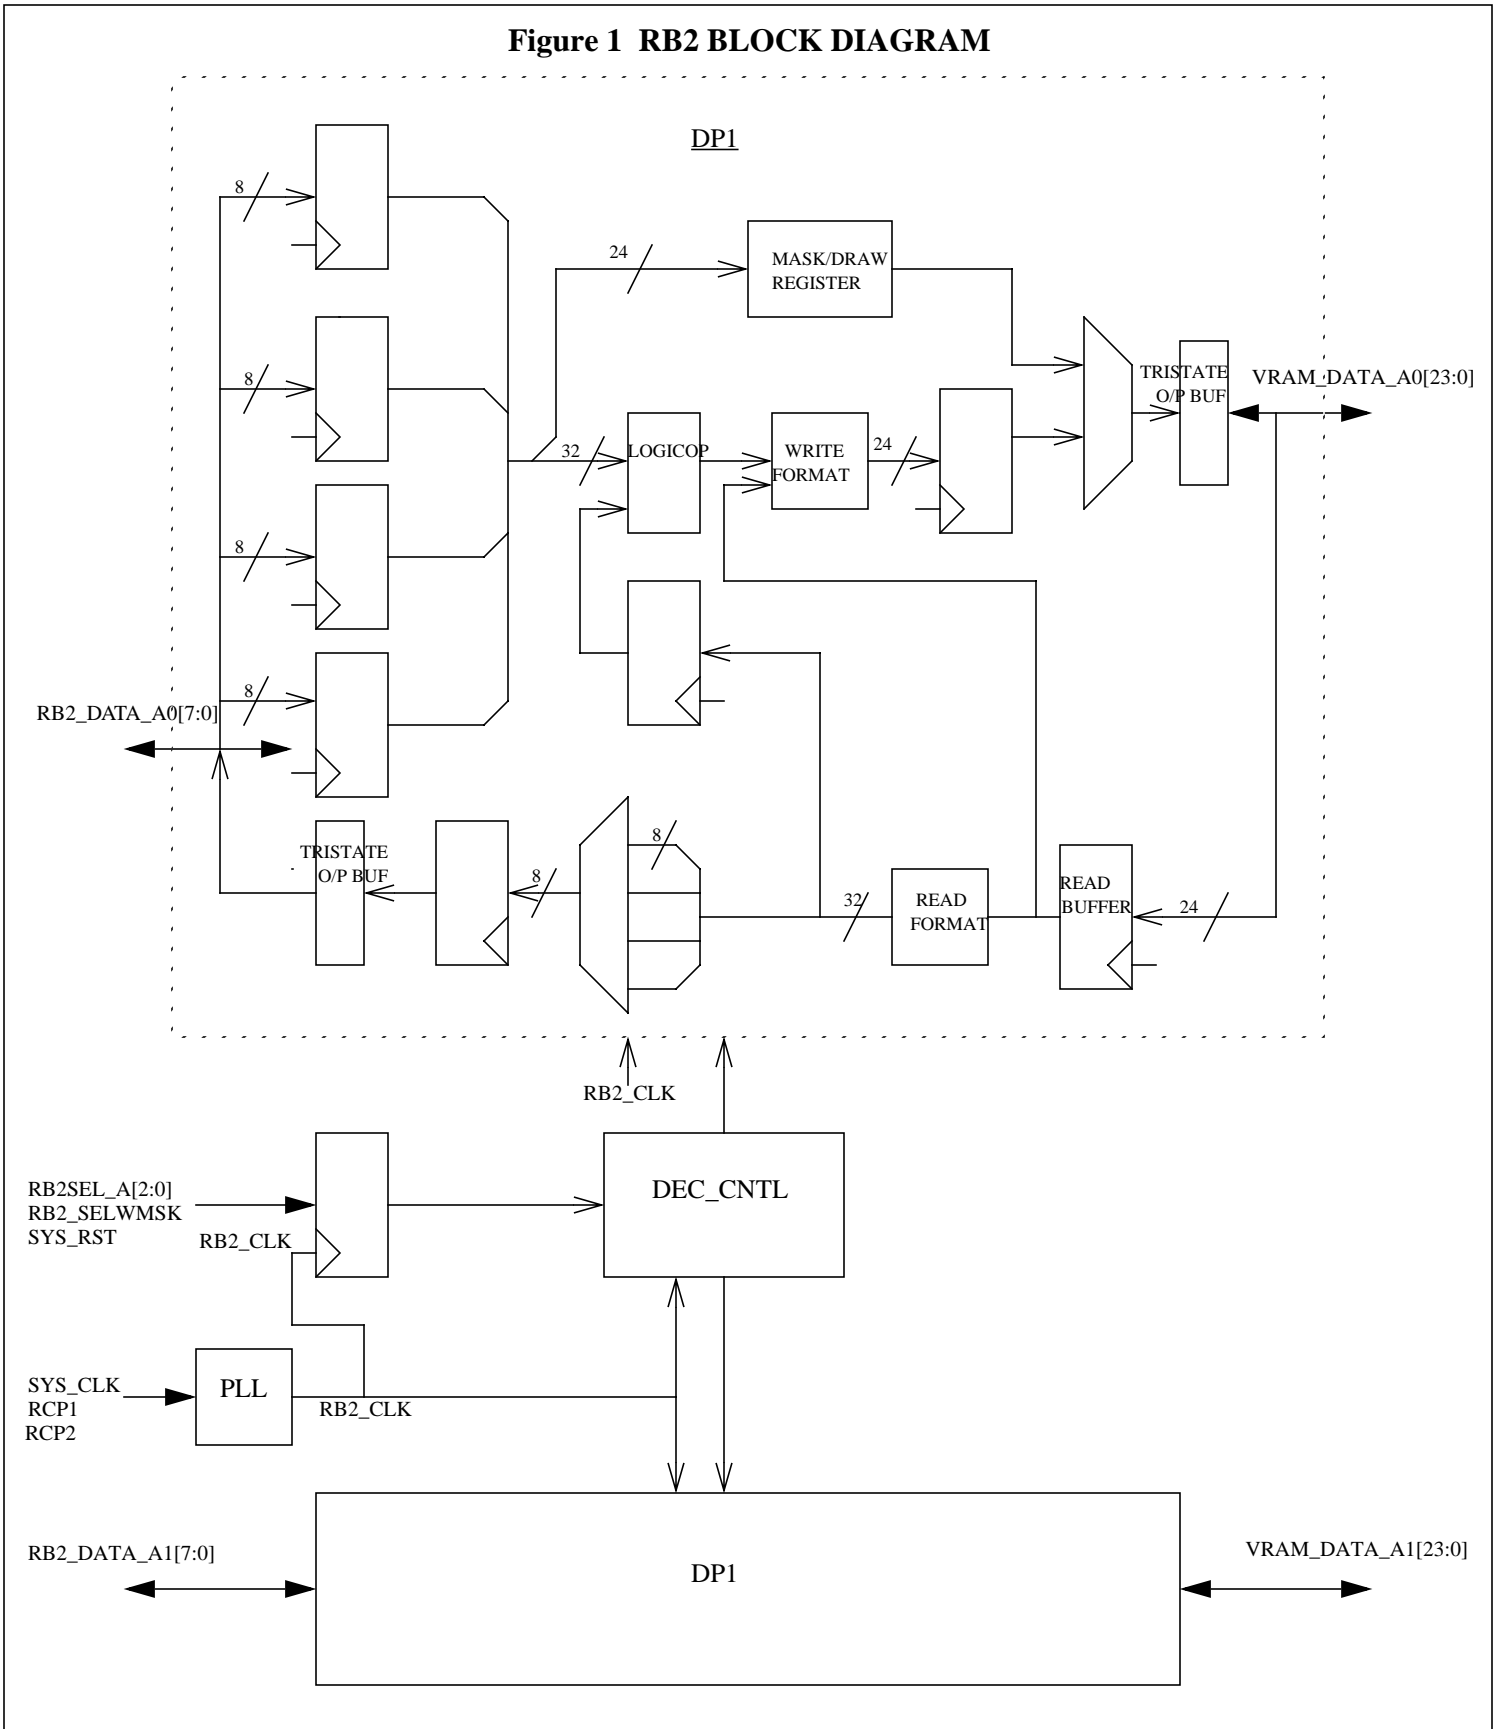 Figure 1 RB2 BLOCK DIAGRAM
DP1
8
24
MASK/DRAW
REGISTER
8
TRISTATE
O/P BUF
VRAM_DATA_A0[23:0]
32
LOGICOP
WRITE
FORMAT
24
8
8
RB2_DATA_A0[7:0]
TRISTATE
O/P BUF
8
8
32
READ
FORMAT
READ
BUFFER
24
RB2_CLK
RB2SEL_A[2:0]
RB2_SELWMSK
SYS_RST
RB2_CLK
DEC_CNTL
SYS_CLK
RCP1
RCP2
PLL
RB2_CLK
RB2_DATA_A1[7:0]
DP1
VRAM_DATA_A1[23:0]